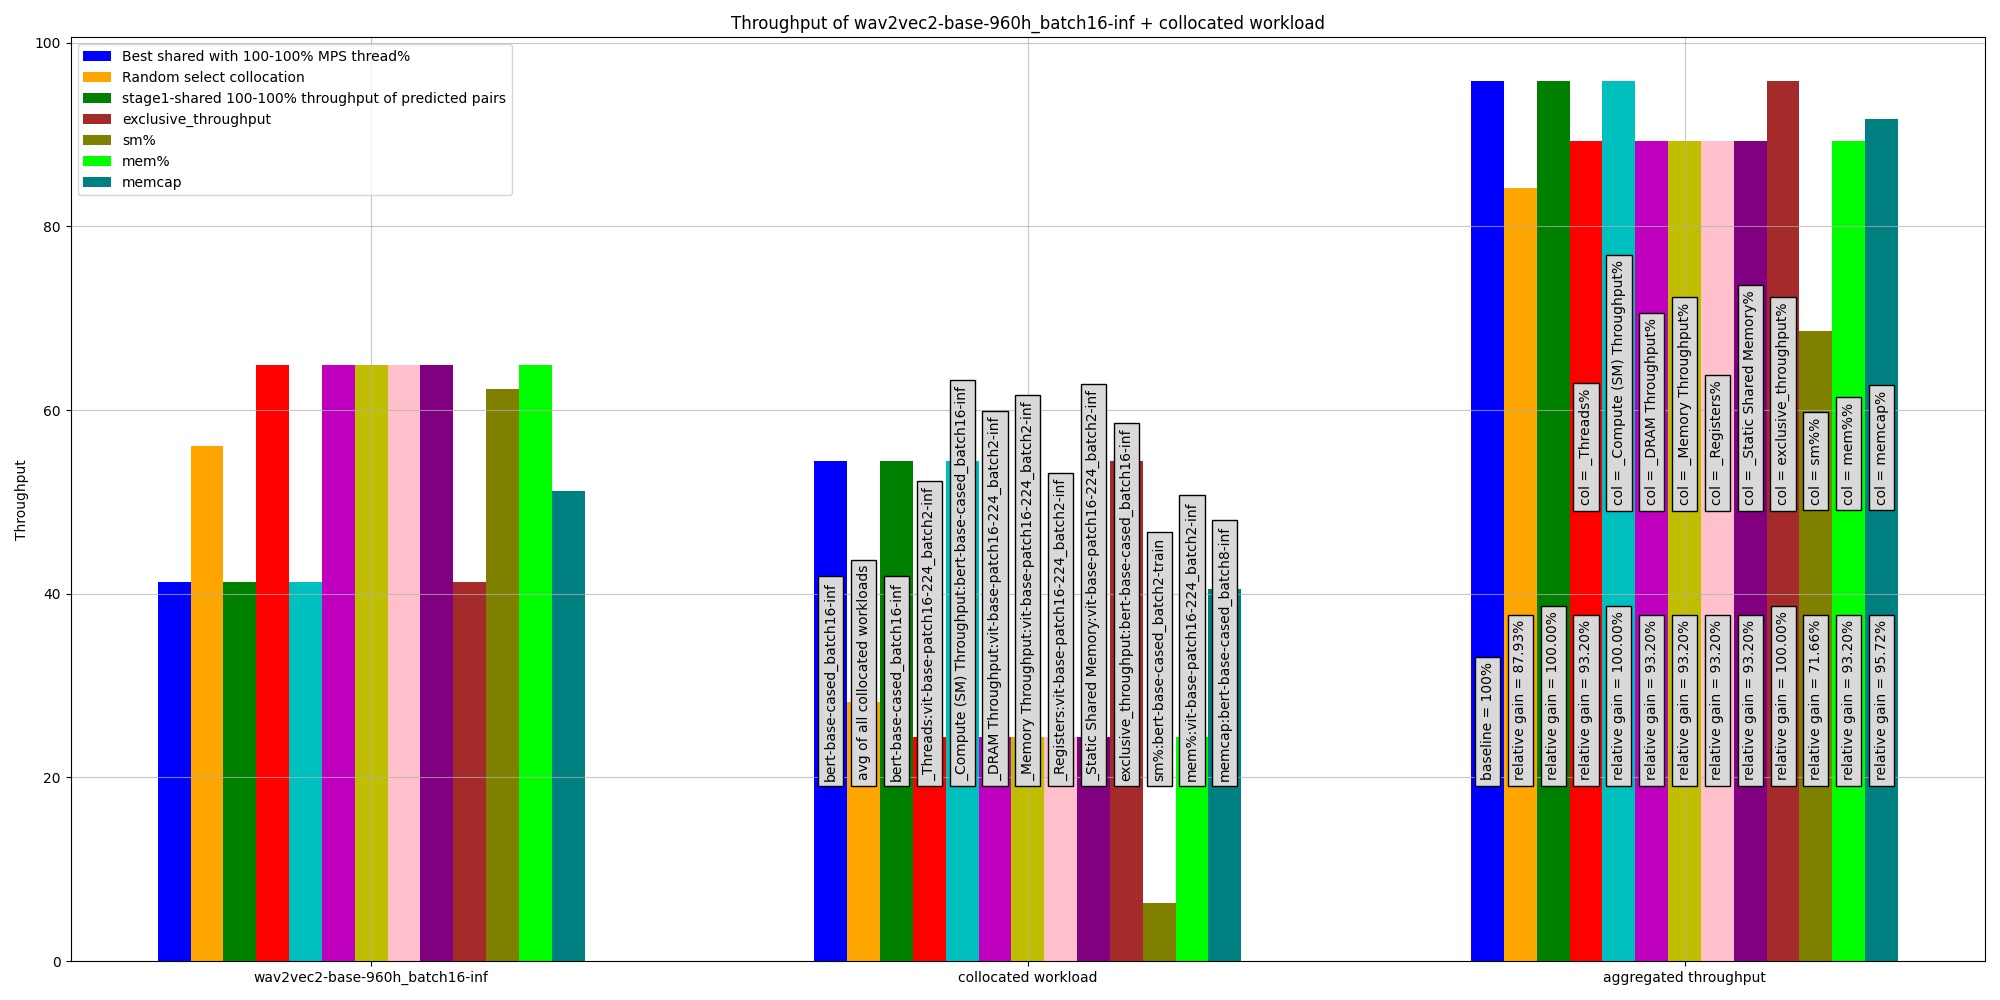 Throughput of wav2vec2-base-960h_batch16-inf + collocated workload
Throughput
100
80
60
40
20
0
Best shared with 100-100% MPS thread%
Random select collocation
stage1-shared 100-100% throughput of predicted pairs
exclusive_throughput
sm%
mem%
memcap
bert-base-cased_batch16-inf
avg of all collocated workloads
bert-base-cased_batch16-inf
_Threads:vit-base-patch16-224_batch2-inf
_Compute (SM) Throughput:bert-base-cased_batch16-inf
_DRAM Throughput:vit-base-patch16-224_batch2-inf
_Memory Throughput:vit-base-patch16-224_batch2-inf
_Registers:vit-base-patch16-224_batch2-inf
_Static Shared Memory:vit-base-patch16-224_batch2-inf
exclusive_throughput:bert-base-cased_batch16-inf
sm%:bert-base-cased_batch2-train
mem%:vit-base-patch16-224_batch2-inf
memcap:bert-base-cased_batch8-inf
col = _Threads%
col = _Compute (SM) Throughput%
col = _DRAM Throughput%
col = _Memory Throughput%
col = _Registers%
col = _Static Shared Memory%
col = exclusive_throughput%
col = sm%%
col = mem%%
col = memcap%
baseline = 100%
relative gain = 87.93%
relative gain = 100.00%
relative gain = 93.20%
relative gain = 100.00%
relative gain = 93.20%
relative gain = 93.20%
relative gain = 93.20%
relative gain = 93.20%
relative gain = 100.00%
relative gain = 71.66%
relative gain = 93.20%
relative gain = 95.72%
wav2vec2-base-960h_batch16-inf
collocated workload
aggregated throughput